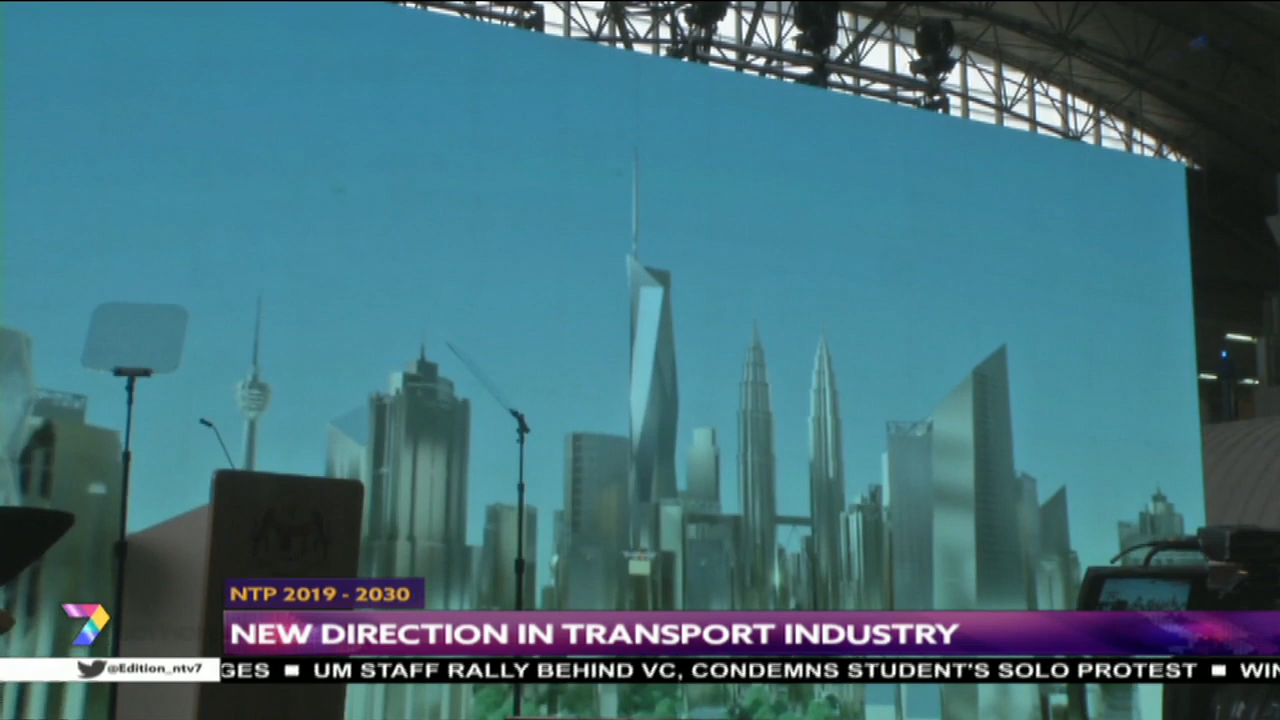 NTP 2019 - 2030
NEW DIRECTION IN TRANSPORT INDUSTRY
@Edition_ntv7
GES ■ UM STAFF RALLY BEHIND VC, CONDEMNS STUDENT'S SOLO PROTEST ■ WIN